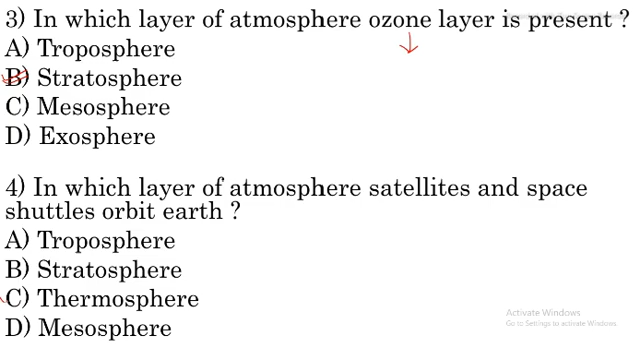 3) In which layer of atmosphere ozone layer is present ?
A) Troposphere
B) Stratosphere
C) Mesosphere
D) Exosphere
4) In which layer of atmosphere satellites and space
shuttles orbit earth ?
A) Troposphere
B) Stratosphere
C) Thermosphere
D) Mesosphere
Activate Windows
Go to Settings to activate Windows.